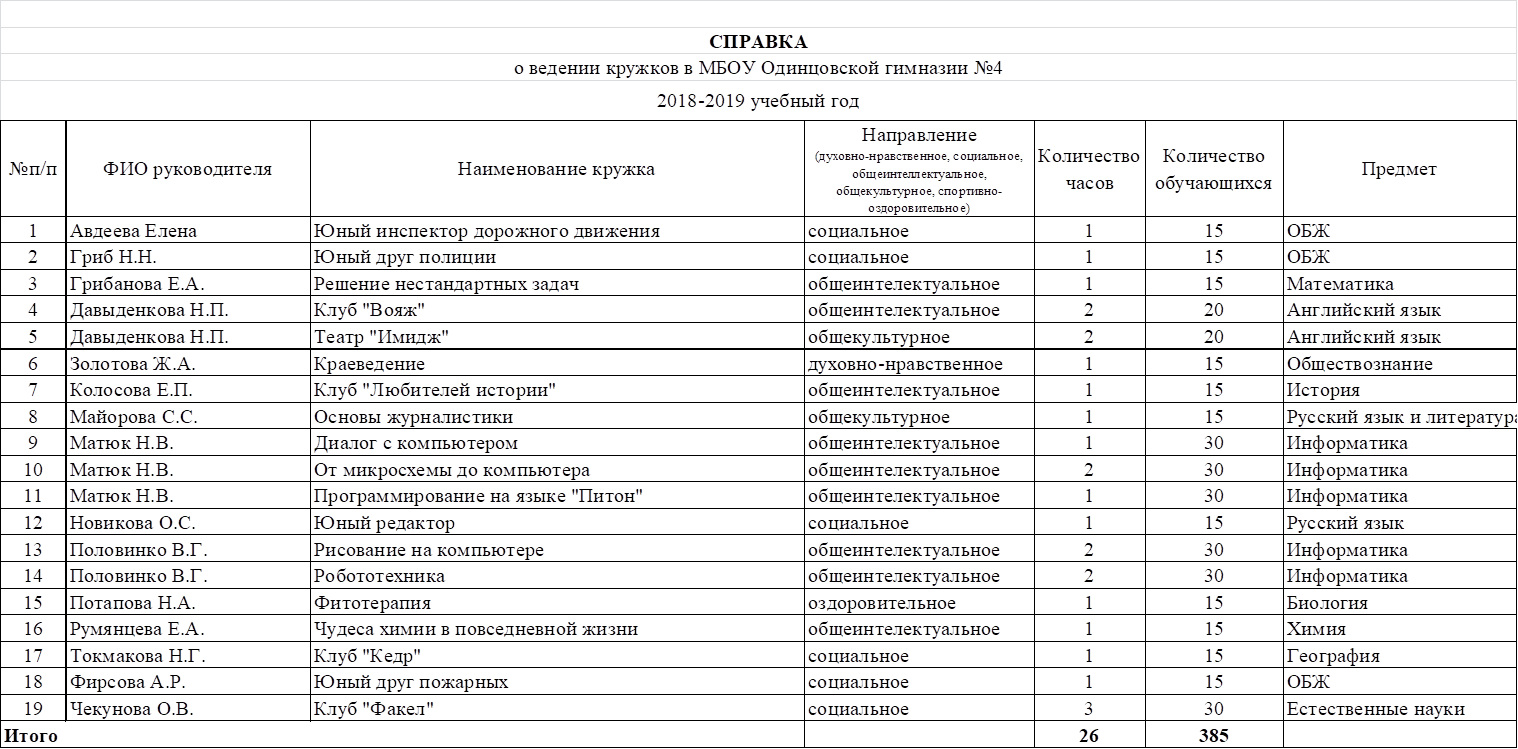 СПРАВКА
о ведении кружков в МБОУ Одинцовской гимназии №4
2018-2019 учебный год
№п/п ФИО руководителя Наименование кружка Направление (духовно-нравственное, социальное, общеинтеллектуальное, общекультурное, спортивно-оздоровительное) Количество часов Количество обучающихся Предмет
1 Авдеева Елена Юный инспектор дорожного движения социальное 1 15 ОБЖ
2 Гриб Н.Н. Юный друг полиции социальное 1 15 ОБЖ
3 Грибанова Е.А. Решение нестандартных задач общеинтелектуальное 1 15 Математика
4 Давыденкова Н.П. Клуб "Вояж" общеинтелектуальное 2 20 Английский язык
5 Давыденкова Н.П. Театр "Имидж" общекультурное 2 20 Английский язык
6 Золотова Ж.А. Краеведение духовно-нравственное 1 15 Обществознание
7 Колосова Е.П. Клуб "Любителей истории" общеинтелектуальное 1 15 История
8 Майорова С.С. Основы журналистики общекультурное 1 15 Русский язык и литература
9 Матюк Н.В. Диалог с компьютером общеинтелектуальное 1 30 Информатика
10 Матюк Н.В. От микросхемы до компьютера общеинтелектуальное 2 30 Информатика
11 Матюк Н.В. Программирование на языке "Питон" общеинтелектуальное 1 30 Информатика
12 Новикова О.С. Юный редактор социальное 1 15 Русский язык
13 Половинко В.Г. Рисование на компьютере общеинтелектуальное 2 30 Информатика
14 Половинко В.Г. Робототехника общеинтелектуальное 2 30 Информатика
15 Потапова Н.А. Фитотерапия оздоровительное 1 15 Биология
16 Румянцева Е.А. Чудеса химии в повседневной жизни общеинтелектуальное 1 15 Химия
17 Токмакова Н.Г. Клуб "Кедр" социальное 1 15 География
18 Фирсова А.Р. Юный друг пожарных социальное 1 15 ОБЖ
19 Чекунова О.В. Клуб "Факел" социальное 3 30 Естественные науки
Итого 26 385